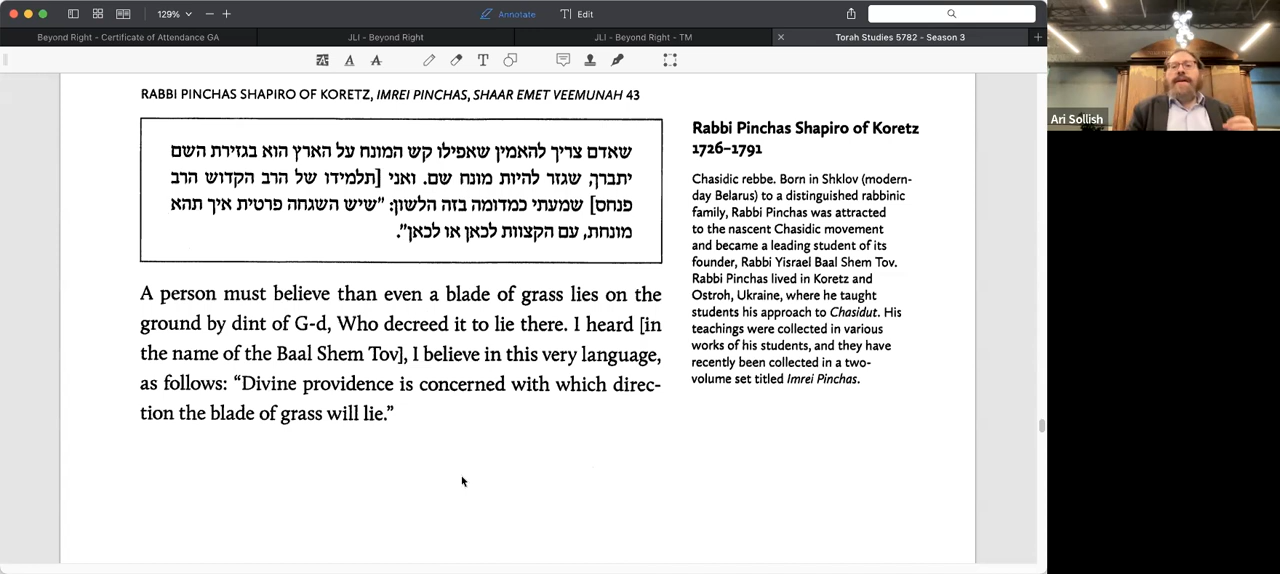 129%
Annotate
Edit
Beyond Right - Certificate of Attendance GA
JLI - Beyond Right
JLI - Beyond Right - TM
Torah Studies 5782 - Season 3
RABBI PINCHAS SHAPIRO OF KORETZ, IMREI PINCHAS, SHAAR EMET VEEMUNAH 43
שאדם צריך להאמין שאפילו קש המונח על הארץ הוא בגזירת השם
יתברך, שגזר להיות מונח שם. ואני [תלמידו של הרב הקדוש הרב
פנחס] שמעתי כמדומה בזה הלשון: "שיש השגחה פרטית איך תהא
מונחת, עם הקצוות לכאן או לכאן".
A person must believe than even a blade of grass lies on the
ground by dint of G-d, Who decreed it to lie there. I heard [in
the name of the Baal Shem Tov], I believe in this very language,
as follows: “Divine providence is concerned with which direc-
tion the blade of grass will lie.”
Rabbi Pinchas Shapiro of Koretz
1726–1791
Chasidic rebbe. Born in Shklov (modern-
day Belarus) to a distinguished rabbinic
family, Rabbi Pinchas was attracted
to the nascent Chasidic movement
and became a leading student of its
founder, Rabbi Yisrael Baal Shem Tov.
Rabbi Pinchas lived in Koretz and
Ostroh, Ukraine, where he taught
students his approach to Chasidut. His
teachings were collected in various
works of his students, and they have
recently been collected in a two-
volume set titled Imrei Pinchas.
Ari Sollish